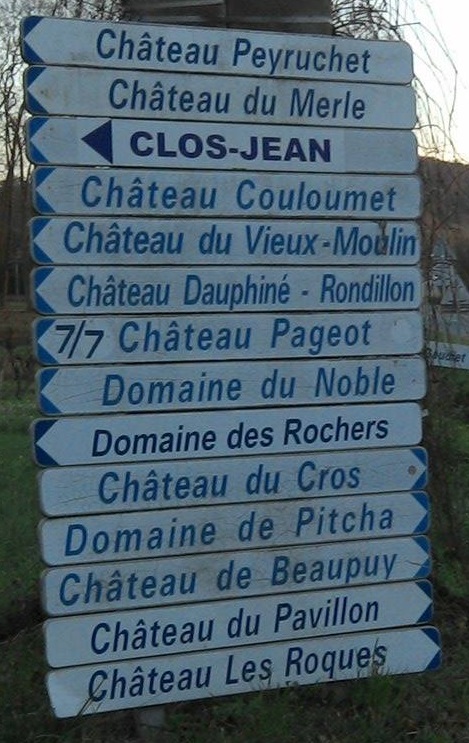 Château Peyruchet
Château du Merle
CLOS-JEAN
Château Couloumet
Château du Vieux-Moulin
Château Dauphiné - Rondillon
7/7 Château Pageot
Domaine du Noble
Domaine des Rochers
Château du Cros
Domaine de Pitcha
Château de Beaupuy
Château du Pavillon
Château Les Roques